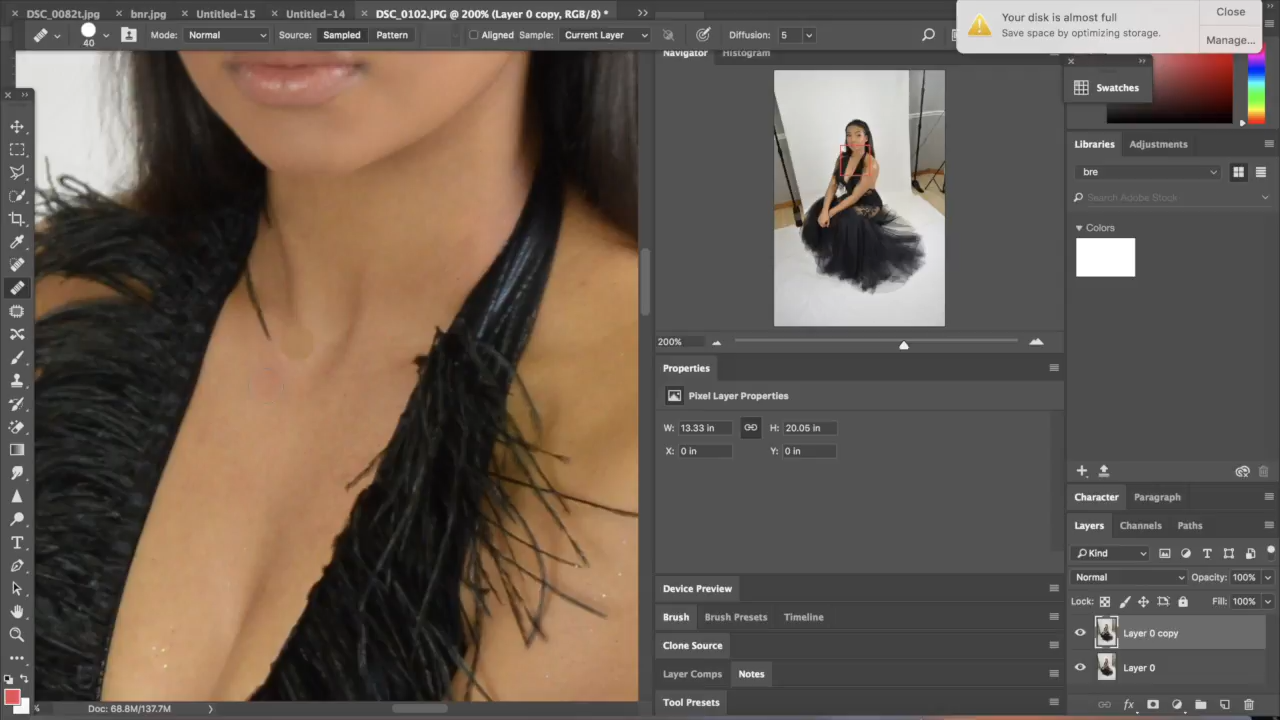 DSC_0082t.jpg bnr.jpg Untitled-15 Untitled-14 DSC_0102.JPG @ 200% (Layer 0 copy, RGB/8) *
Your disk is almost full
Save space by optimizing storage.
Close
Manage...
40 Mode: Normal Source: Sampled Pattern Aligned Sample: Current Layer Diffusion: 5
Navigator Histogram
Swatches
Libraries Adjustments
bre
Search Adobe Stock
Colors
200%
Properties
Pixel Layer Properties
W: 13.33 in H: 20.05 in
X: 0 in Y: 0 in
Character Paragraph
Layers Channels Paths
Kind
Normal Opacity: 100%
Lock: Fill: 100%
Layer 0 copy
Layer 0
Device Preview
Brush Brush Presets Timeline
Clone Source
Layer Comps Notes
Tool Presets
% Doc: 68.8M/137.7M